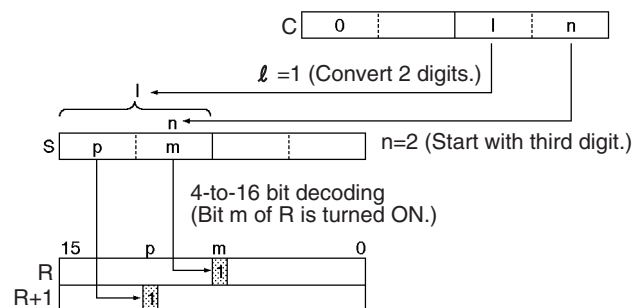 C 0 l n
ℓ =1 (Convert 2 digits.)
l
n
n=2 (Start with third digit.)
S p m
4-to-16 bit decoding
(Bit m of R is turned ON.)
15 p m 0
R 1
R+1 1